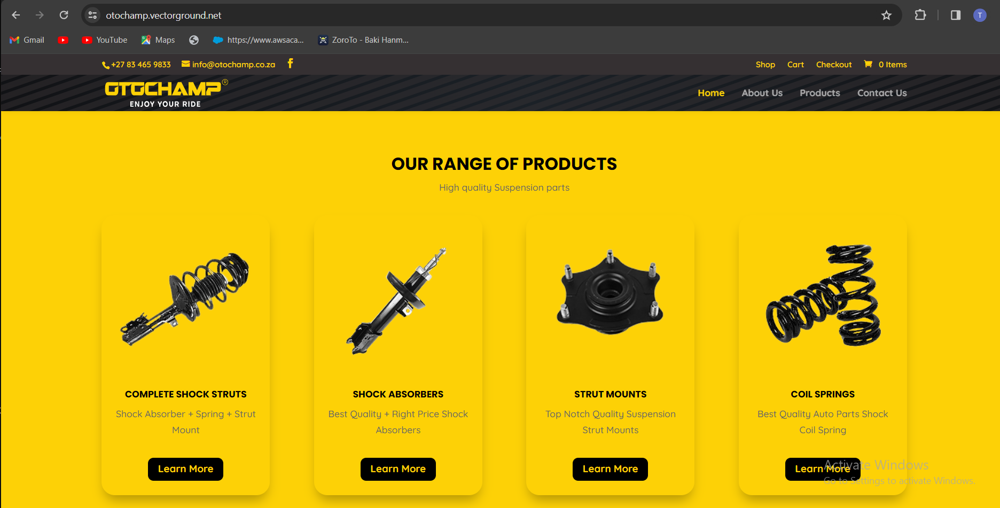 otochamp.vectorground.net
T
Gmail
YouTube
Maps
https://www.awsaca...
ZoroTo - Baki Hanm...
+27 83 465 9833
info@otochamp.co.za
Shop
Cart
Checkout
0 Items
OTOCHAMP®
ENJOY YOUR RIDE
Home
About Us
Products
Contact Us
OUR RANGE OF PRODUCTS
High quality Suspension parts
COMPLETE SHOCK STRUTS
Shock Absorber + Spring + Strut
Mount
Learn More
SHOCK ABSORBERS
Best Quality + Right Price Shock
Absorbers
Learn More
STRUT MOUNTS
Top Notch Quality Suspension
Strut Mounts
Learn More
COIL SPRINGS
Best Quality Auto Parts Shock
Coil Spring
Learn More
Activate Windows
Go to Settings to activate Windows.